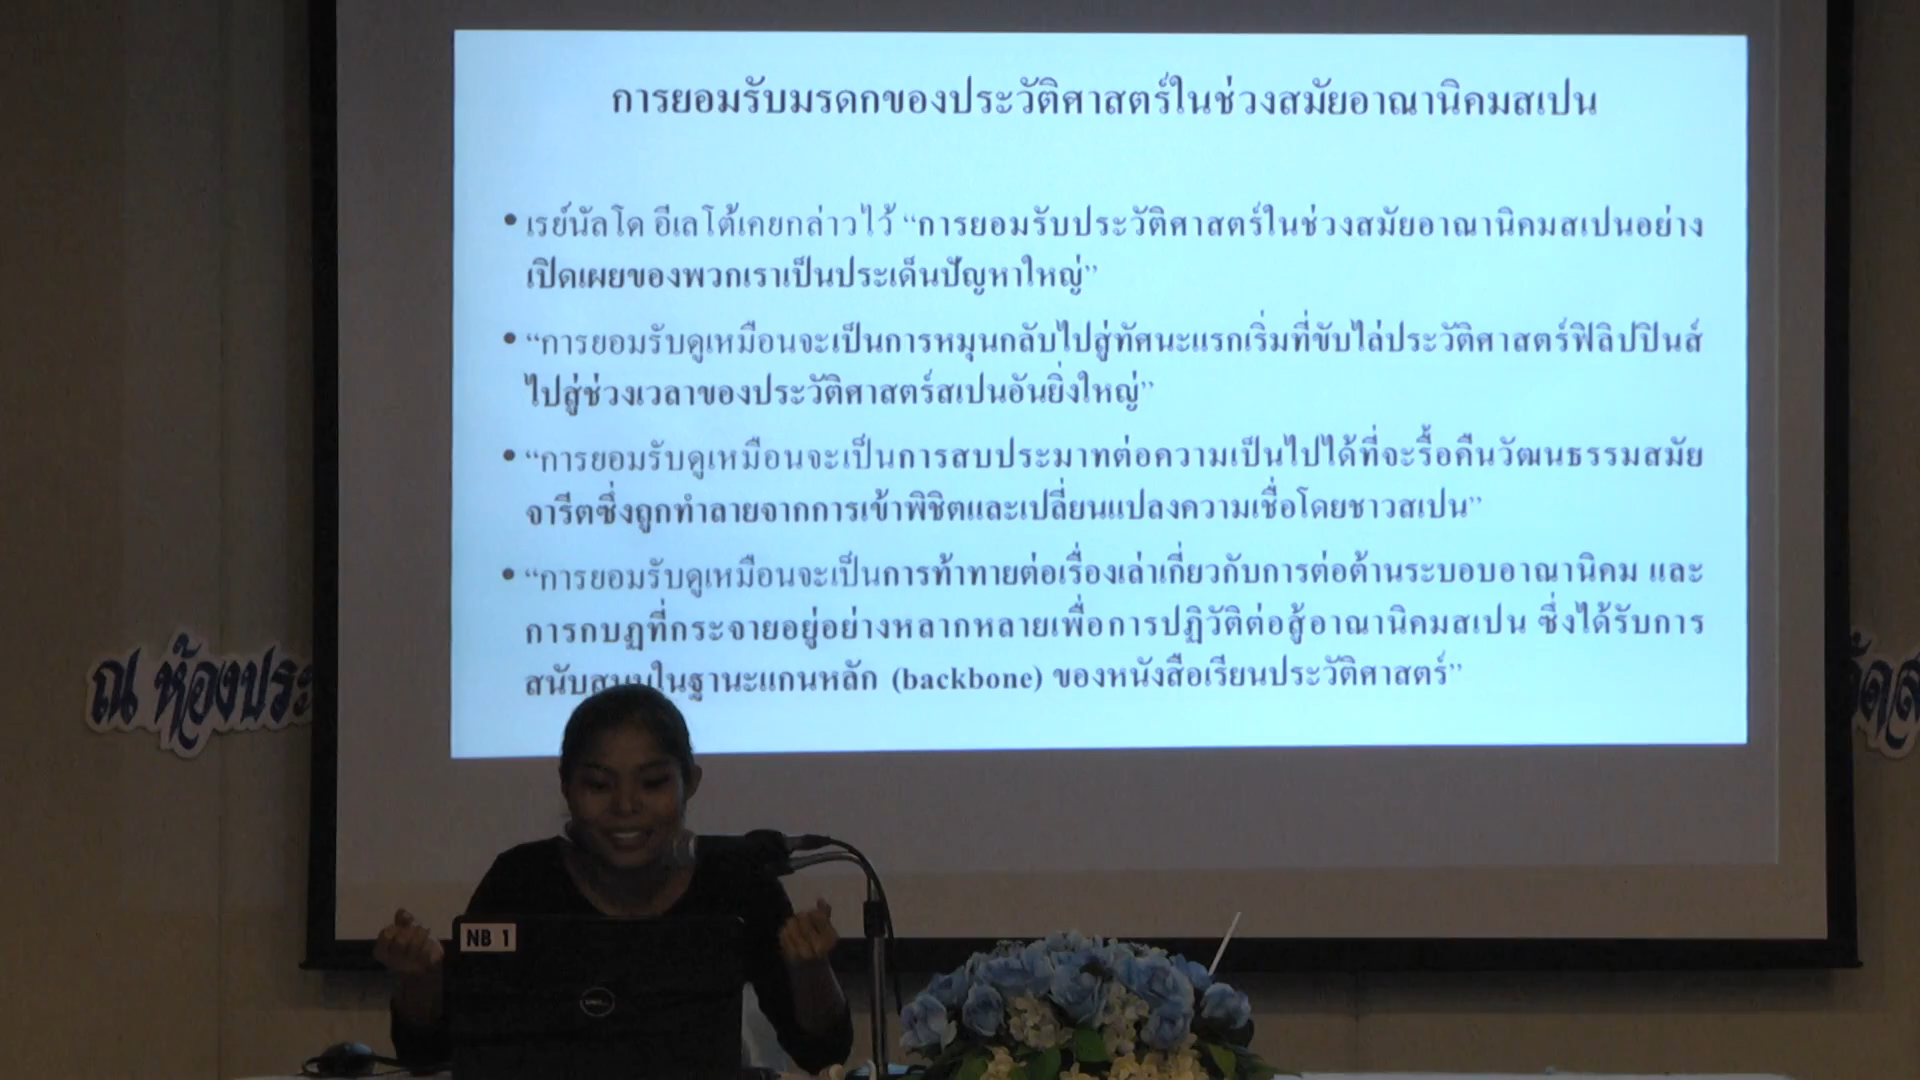 การยอมรับมรดกของประวัติศาสตร์ในช่วงสมัยอาณานิคมสเปน
• เรย์นัลโด อีเลโต้เคยกล่าวไว้ “การยอมรับประวัติศาสตร์ในช่วงสมัยอาณานิคมสเปนอย่าง
เปิดเผยของพวกเราเป็นประเด็นปัญหาใหญ่”
• “การยอมรับดูเหมือนจะเป็นการหมุนกลับไปสู่ทัศนะแรกเริ่มที่ขับไล่ประวัติศาสตร์ฟิลิปปินส์
ไปสู่ช่วงเวลาของประวัติศาสตร์สเปนอันยิ่งใหญ่”
• “การยอมรับดูเหมือนจะเป็นการสบประมาทต่อความเป็นไปได้ที่จะรื้อคืนวัฒนธรรมสมัย
จารีตซึ่งถูกทำลายจากการเข้าพิชิตและเปลี่ยนแปลงความเชื่อโดยชาวสเปน”
• “การยอมรับดูเหมือนจะเป็นการท้าทายต่อเรื่องเล่าเกี่ยวกับการต่อต้านระบอบอาณานิคม และ
การกบฏที่กระจายอยู่อย่างหลากหลายเพื่อการปฏิวัติต่อสู้อาณานิคมสเปน ซึ่งได้รับการ
สนับสนุนในฐานะแกนหลัก (backbone) ของหนังสือเรียนประวัติศาสตร์”
ณ ห้องประ
NB 1
DELL